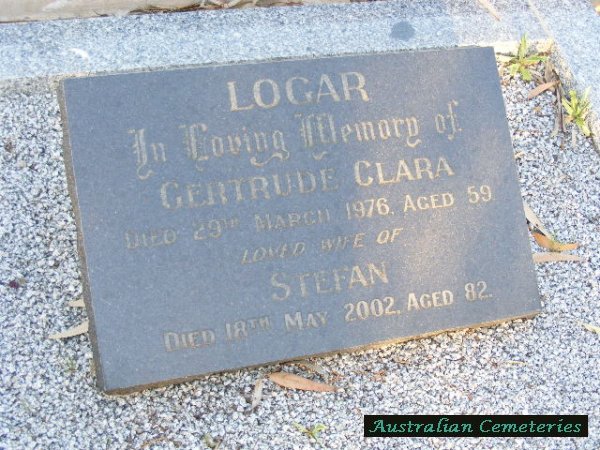 LOGAR
In Loving Memory of
GERTRUDE CLARA
DIED 29TH MARCH 1976, AGED 59
LOVED WIFE OF
STEFAN
DIED 18TH MAY 2002, AGED 82.
Australian Cemeteries